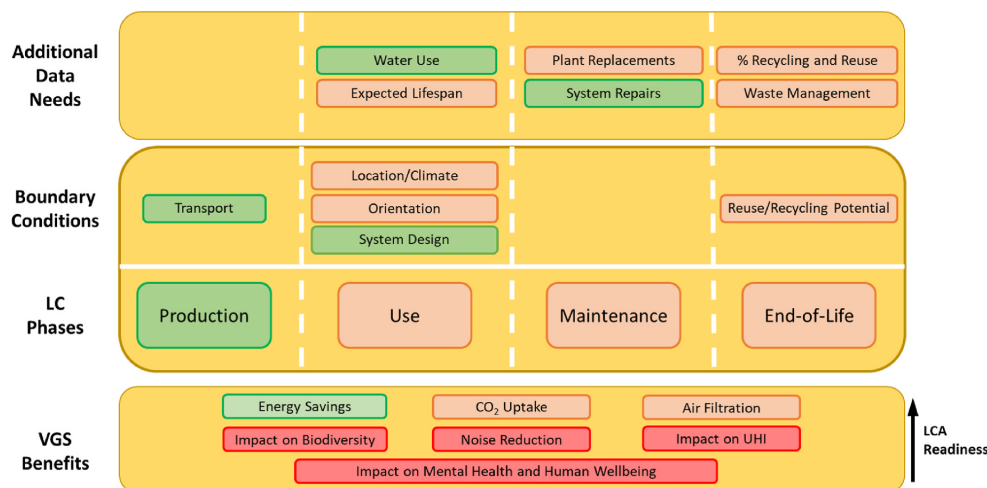 Additional
Data
Needs
Water Use
Plant Replacements
% Recycling and Reuse
Expected Lifespan
System Repairs
Waste Management
Boundary
Conditions
Location/Climate
Transport
Orientation
Reuse/Recycling Potential
System Design
LC
Phases
Production
Use
Maintenance
End-of-Life
VGS
Benefits
Energy Savings
CO₂ Uptake
Air Filtration
Impact on Biodiversity
Noise Reduction
Impact on UHI
Impact on Mental Health and Human Wellbeing
LCA
Readiness